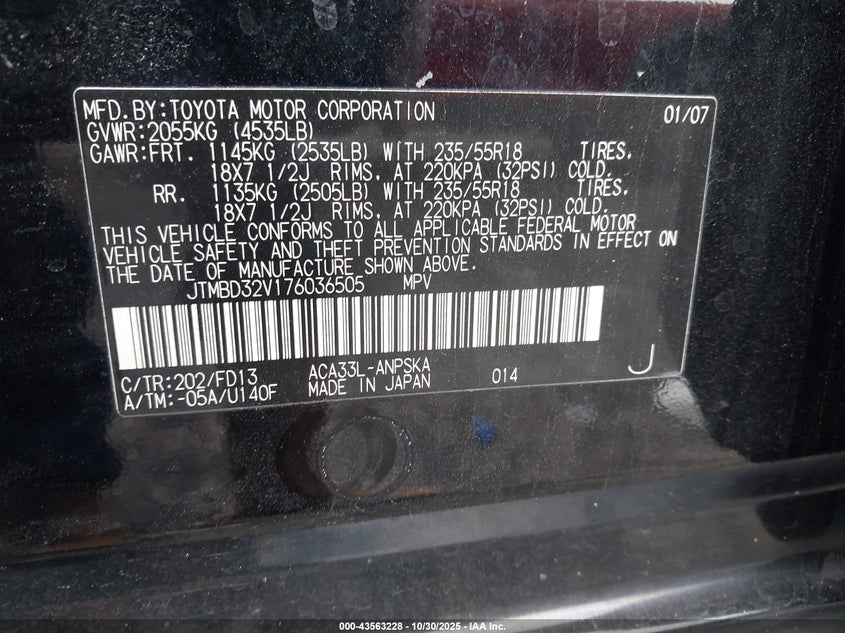 MFD.BY:TOYOTA MOTOR CORPORATION 01/07
GVWR:2055KG (4535LB)
GAWR:FRT. 1145KG (2535LB) WITH 235/55R18 TIRES,
18X7 1/2J RIMS, AT 220KPA (32PSI) COLD.
RR. 1135KG (2505LB) WITH 235/55R18 TIRES,
18X7 1/2J RIMS, AT 220KPA (32PSI) COLD.
THIS VEHICLE CONFORMS TO ALL APPLICABLE FEDERAL MOTOR
VEHICLE SAFETY AND THEFT PREVENTION STANDARDS IN EFFECT ON
THE DATE OF MANUFACTURE SHOWN ABOVE.
JTMBD32V176036505 MPV
C/TR:202/FD13 ACA33L-ANPSKA
A/TM:-05A/U140F MADE IN JAPAN 014 J
000-43563228 - 10/30/2025 - IAA Inc.